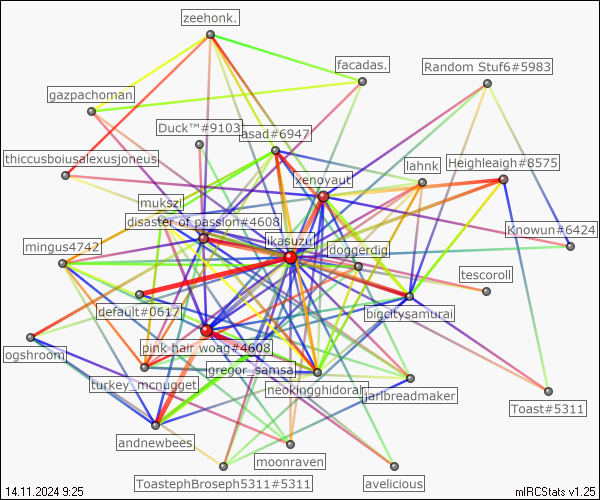 zeehonk.
facadas.
Random Stuf6#5983
gazpachoman
Duck™#9103
asad#6947
thiccusboiusalexusjoneus
lahnk
Heighleaigh#8575
xenoyaut
mukszi
disaster of passion#4608
ikasuzu
Knowun#6424
mingus4742
doggerdig
tescoroll
default#0617
bigcitysamurai
pink hair woag#4608
ogshroom
gregor_samsa
turkey_mcnugget
neokingghidorah
jarlbreadmaker
Toast#5311
andnewbees
moonraven
ToastephBroseph5311#5311
avelicious
14.11.2024 9:25
mIRCStats v1.25